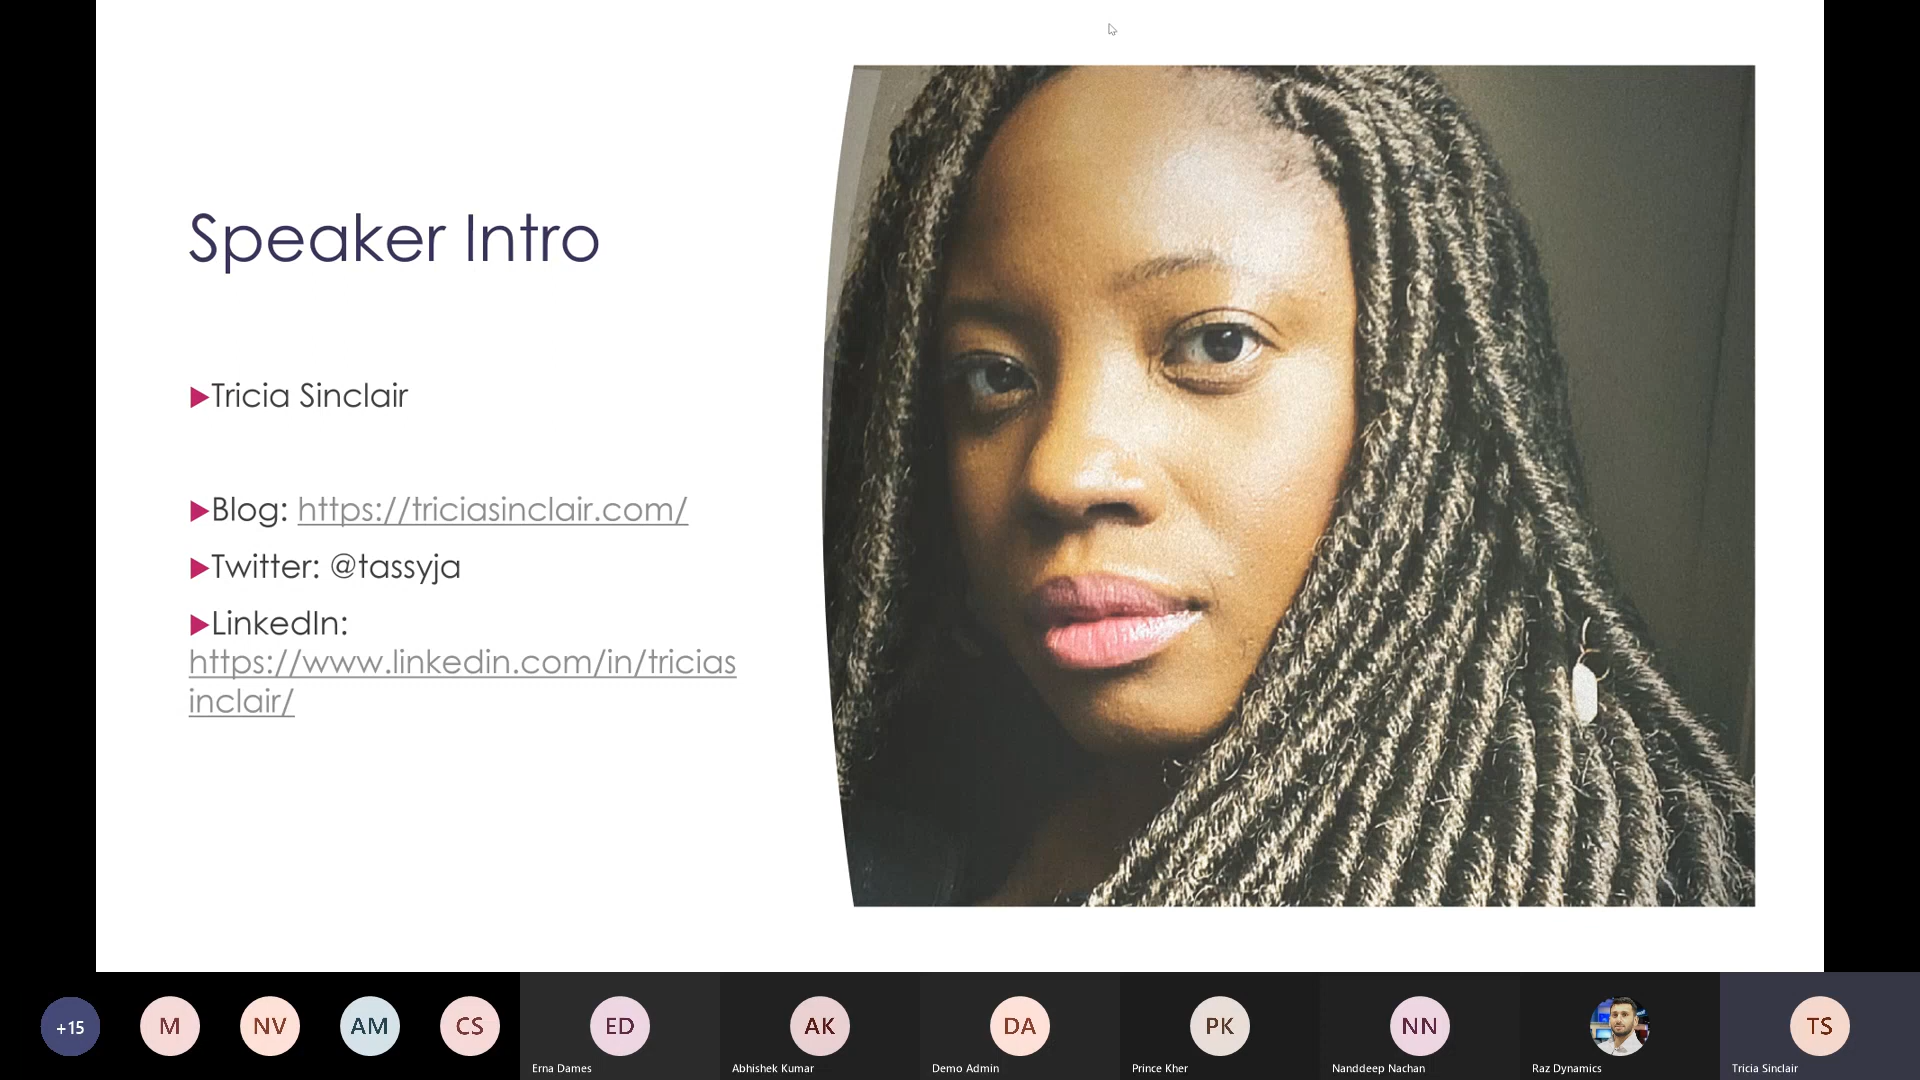 Speaker Intro
Tricia Sinclair
Blog: https://triciasinclair.com/
Twitter: @tassyja
LinkedIn:
https://www.linkedin.com/in/tricias
inclair/
+15
M
NV
AM
CS
ED
AK
DA
PK
NN
TS
Erna Dames
Abhishek Kumar
Demo Admin
Prince Kher
Nanddeep Nachan
Raz Dynamics
Tricia Sinclair